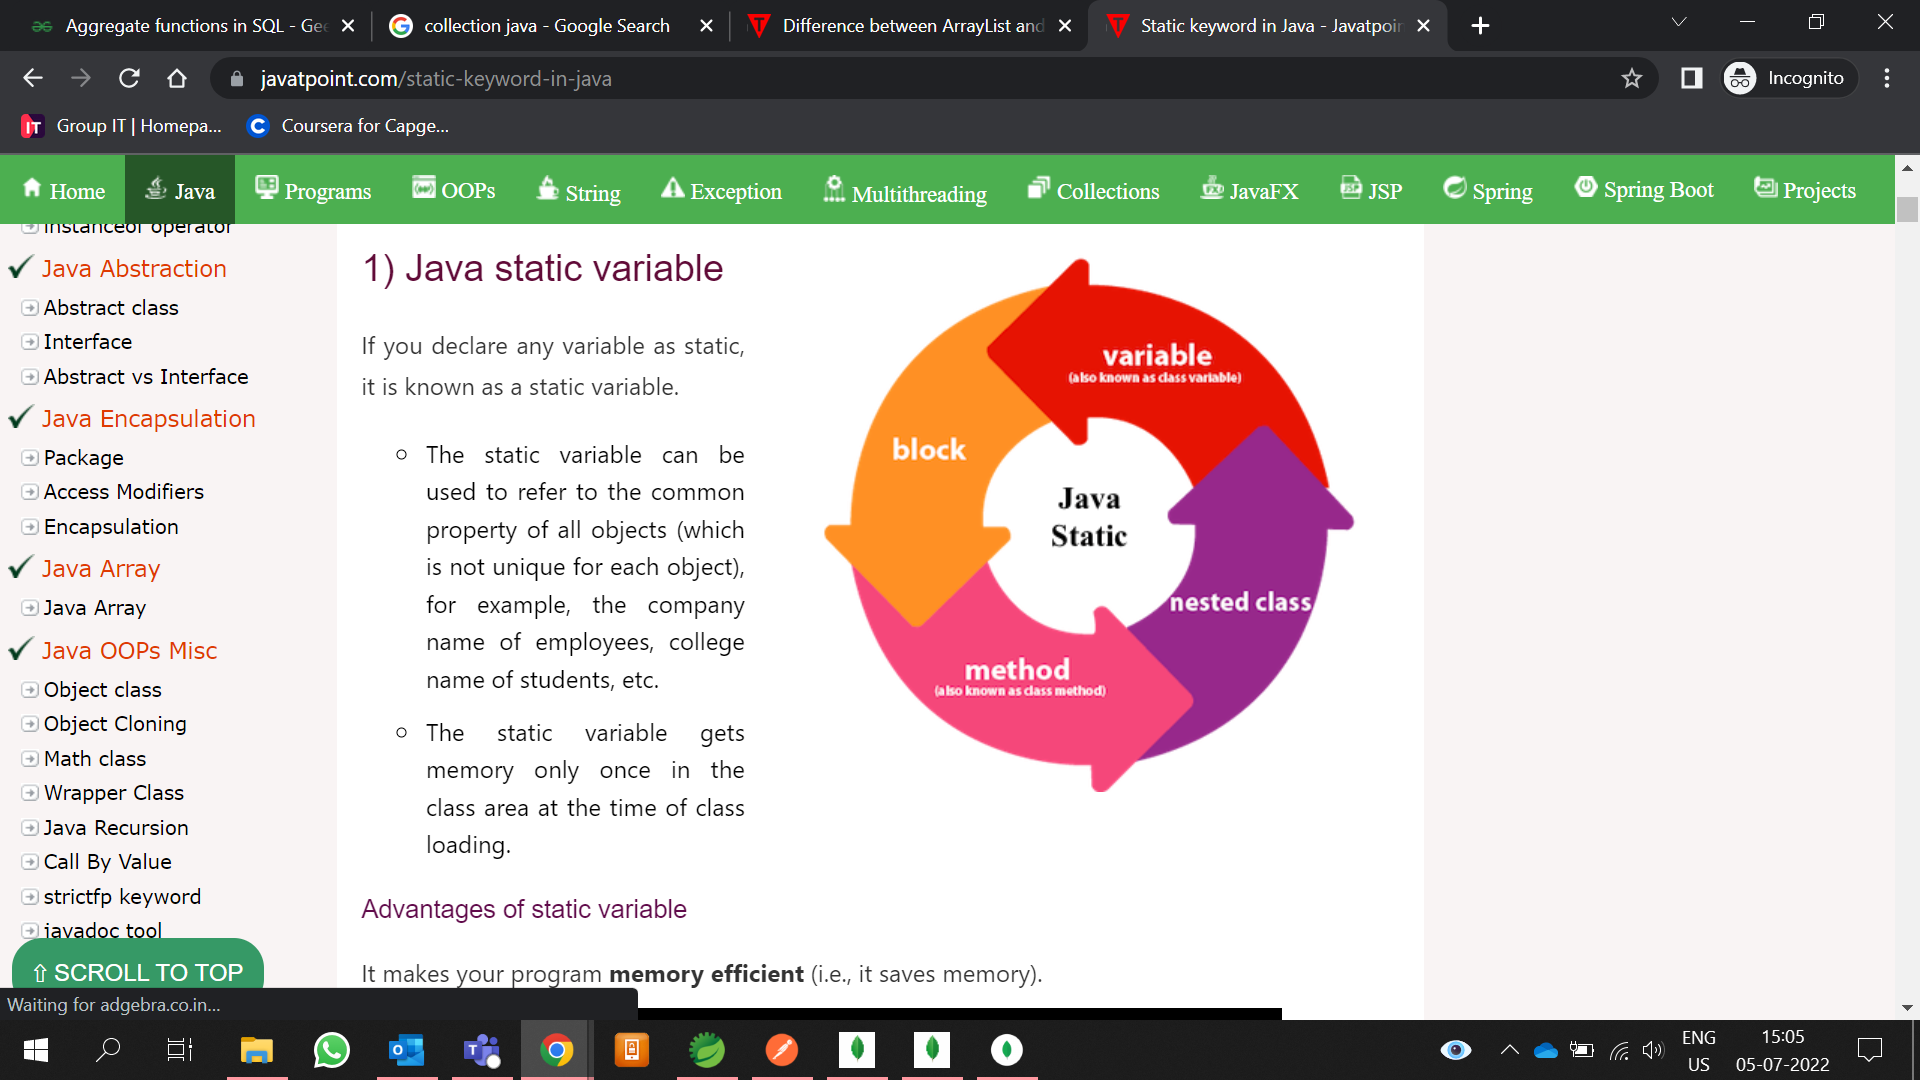 Aggregate functions in SQL - Gee
collection java - Google Search
Difference between ArrayList and
Static keyword in Java - Javatpoin
javatpoint.com/static-keyword-in-java
Incognito
IT Group IT | Homepa...
C Coursera for Capge...
Home
Java
Programs
OOPs
String
Exception
Multithreading
Collections
JavaFX
JSP
Spring
Spring Boot
Projects
instanceof operator
Java Abstraction
Abstract class
Interface
Abstract vs Interface
Java Encapsulation
Package
Access Modifiers
Encapsulation
Java Array
Java Array
Java OOPs Misc
Object class
Object Cloning
Math class
Wrapper Class
Java Recursion
Call By Value
strictfp keyword
javadoc tool
⇧ SCROLL TO TOP
Waiting for adgebra.co.in...
1) Java static variable
If you declare any variable as static,
it is known as a static variable.
The static variable can be
used to refer to the common
property of all objects (which
is not unique for each object),
for example, the company
name of employees, college
name of students, etc.
The static variable gets
memory only once in the
class area at the time of class
loading.
variable
(also known as class variable)
block
Java
Static
nested class
method
(also known as class method)
Advantages of static variable
It makes your program memory efficient (i.e., it saves memory).
ENG
US
15:05
05-07-2022